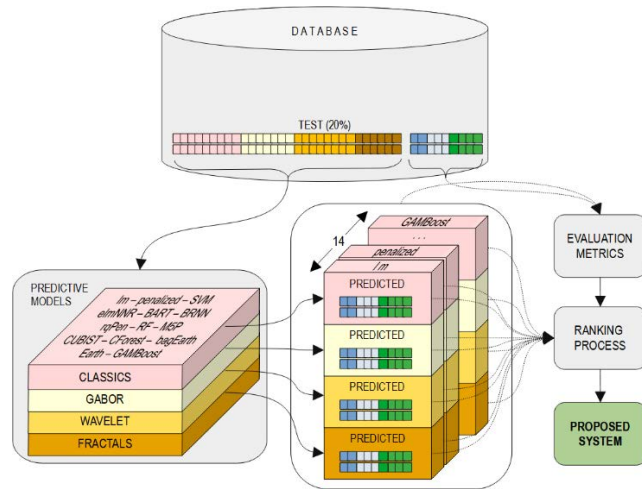 DATABASE
TEST (20%)
14
GAMBoost
...
penalized
lm
PREDICTIVE
MODELS
lm – penalized – SVM
elmNNR – BART – BRNN
rqPen – RF – M5P
CUBIST – CForest – bagEarth
Earth – GAMBoost
CLASSICS
GABOR
WAVELET
FRACTALS
PREDICTED
PREDICTED
PREDICTED
PREDICTED
EVALUATION
METRICS
RANKING
PROCESS
PROPOSED
SYSTEM